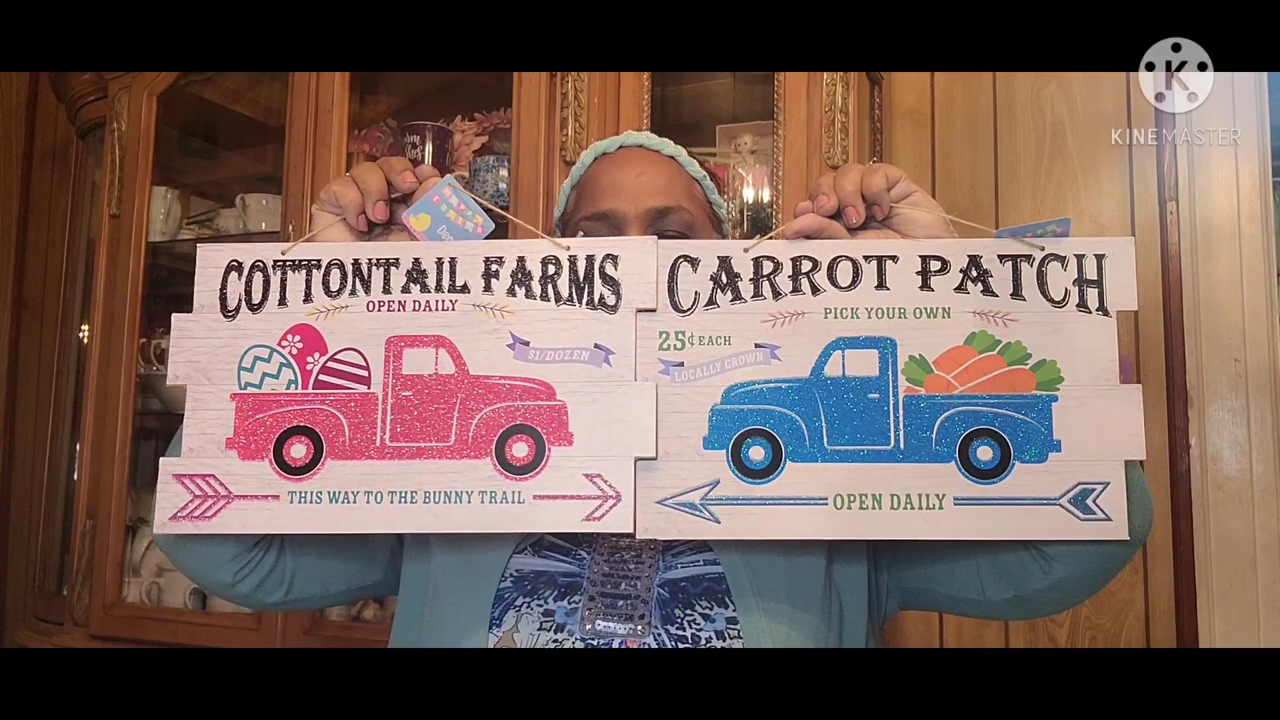 K
KINEMASTER
COTTONTAIL FARMS
OPEN DAILY
$1/DOZEN
THIS WAY TO THE BUNNY TRAIL
CARROT PATCH
PICK YOUR OWN
25¢ EACH
LOCALLY GROWN
OPEN DAILY